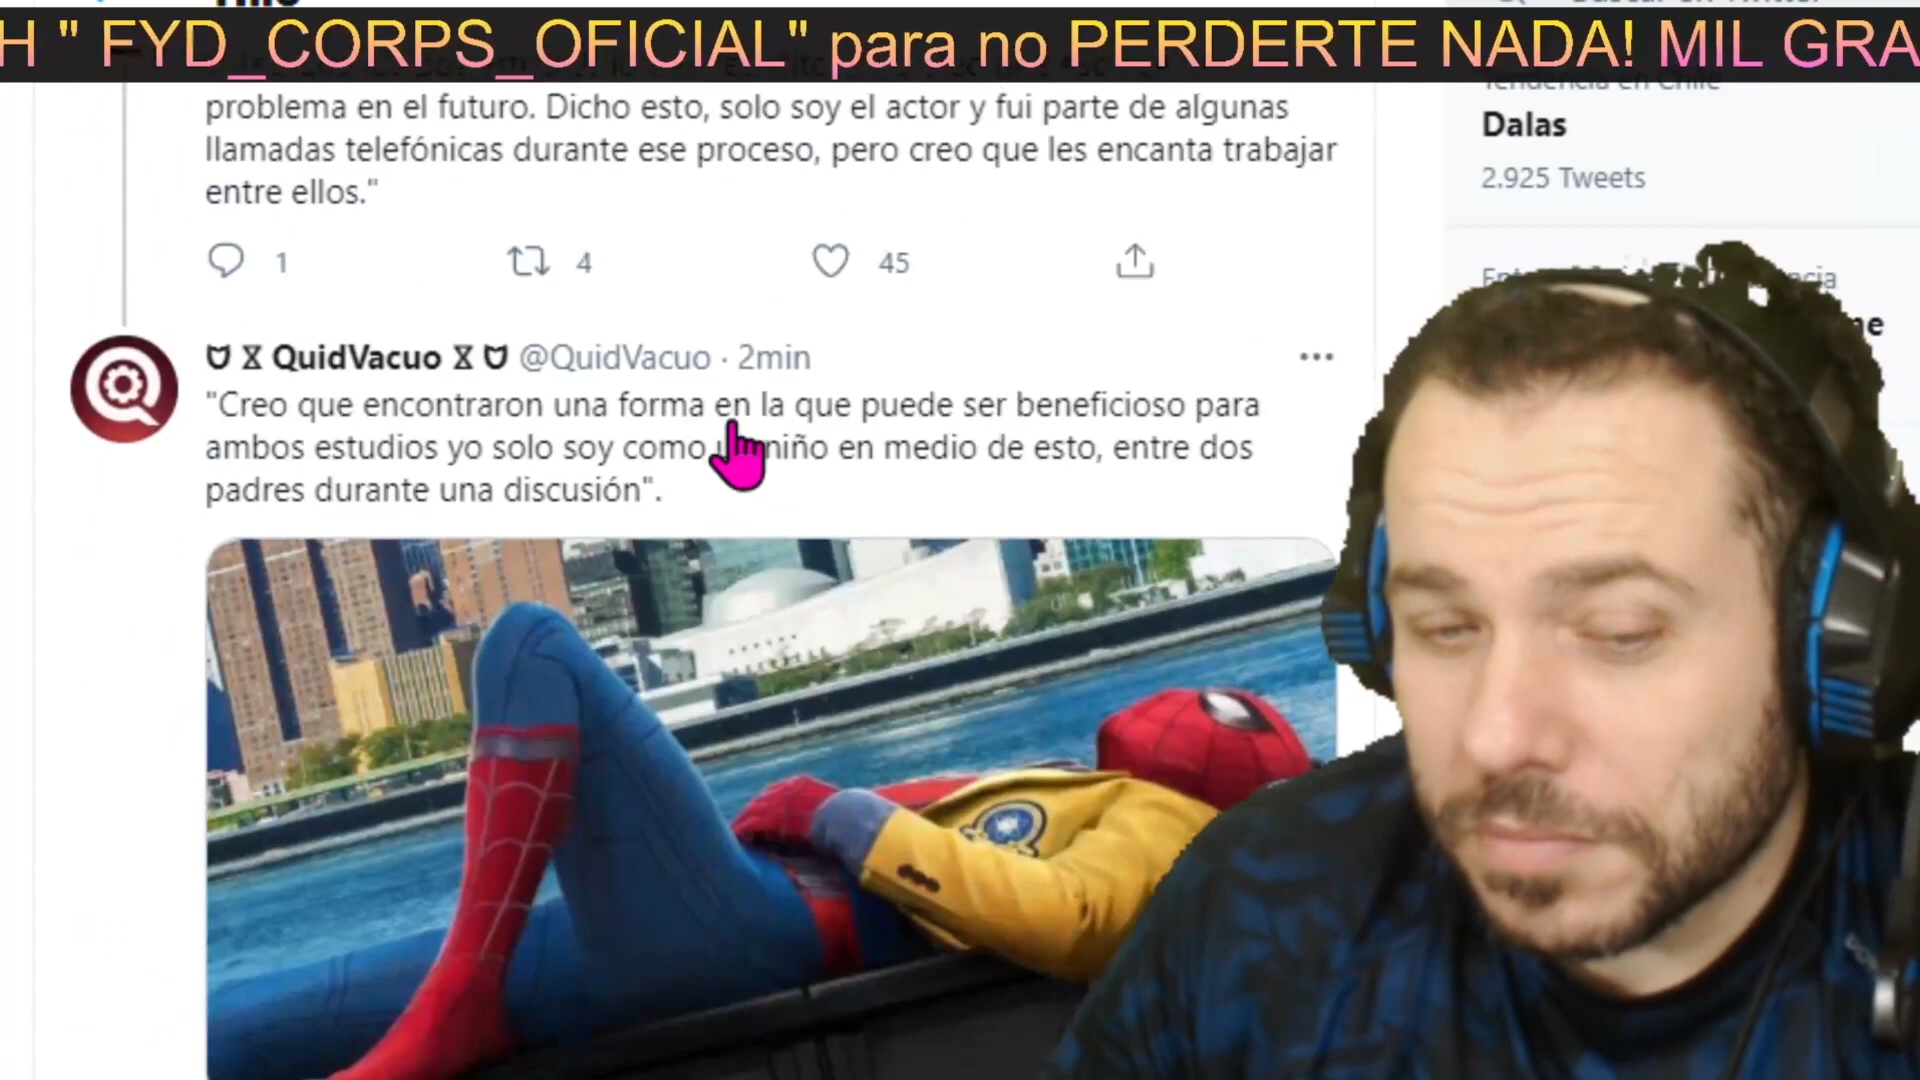 H " FYD_CORPS_OFICIAL" para no PERDERTE NADA! MIL GRA
problema en el futuro. Dicho esto, solo soy el actor y fui parte de algunas
llamadas telefónicas durante ese proceso, pero creo que les encanta trabajar
entre ellos."
1 4 45
QuidVacuo @QuidVacuo · 2min
"Creo que encontraron una forma en la que puede ser beneficioso para
ambos estudios yo solo soy como niño en medio de esto, entre dos
padres durante una discusión".
Tendencia en Chile
Dalas
2.925 Tweets